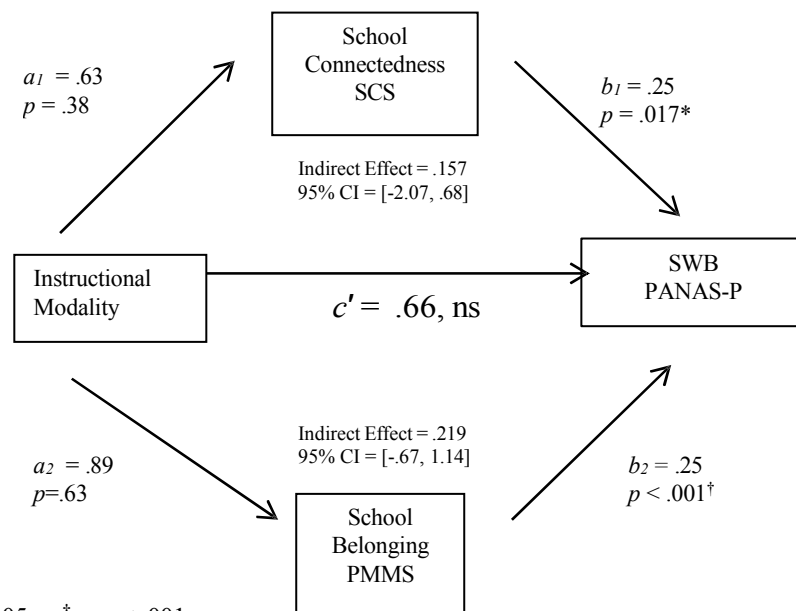 School
Connectedness
SCS
a1 = .63
p = .38
b1 = .25
p = .017*
Indirect Effect = .157
95% CI = [-2.07, .68]
Instructional
Modality
SWB
PANAS-P
c′ = .66, ns
Indirect Effect = .219
95% CI = [-.67, 1.14]
a2 = .89
p=.63
b2 = .25
p < .001†
School
Belonging
PMMS